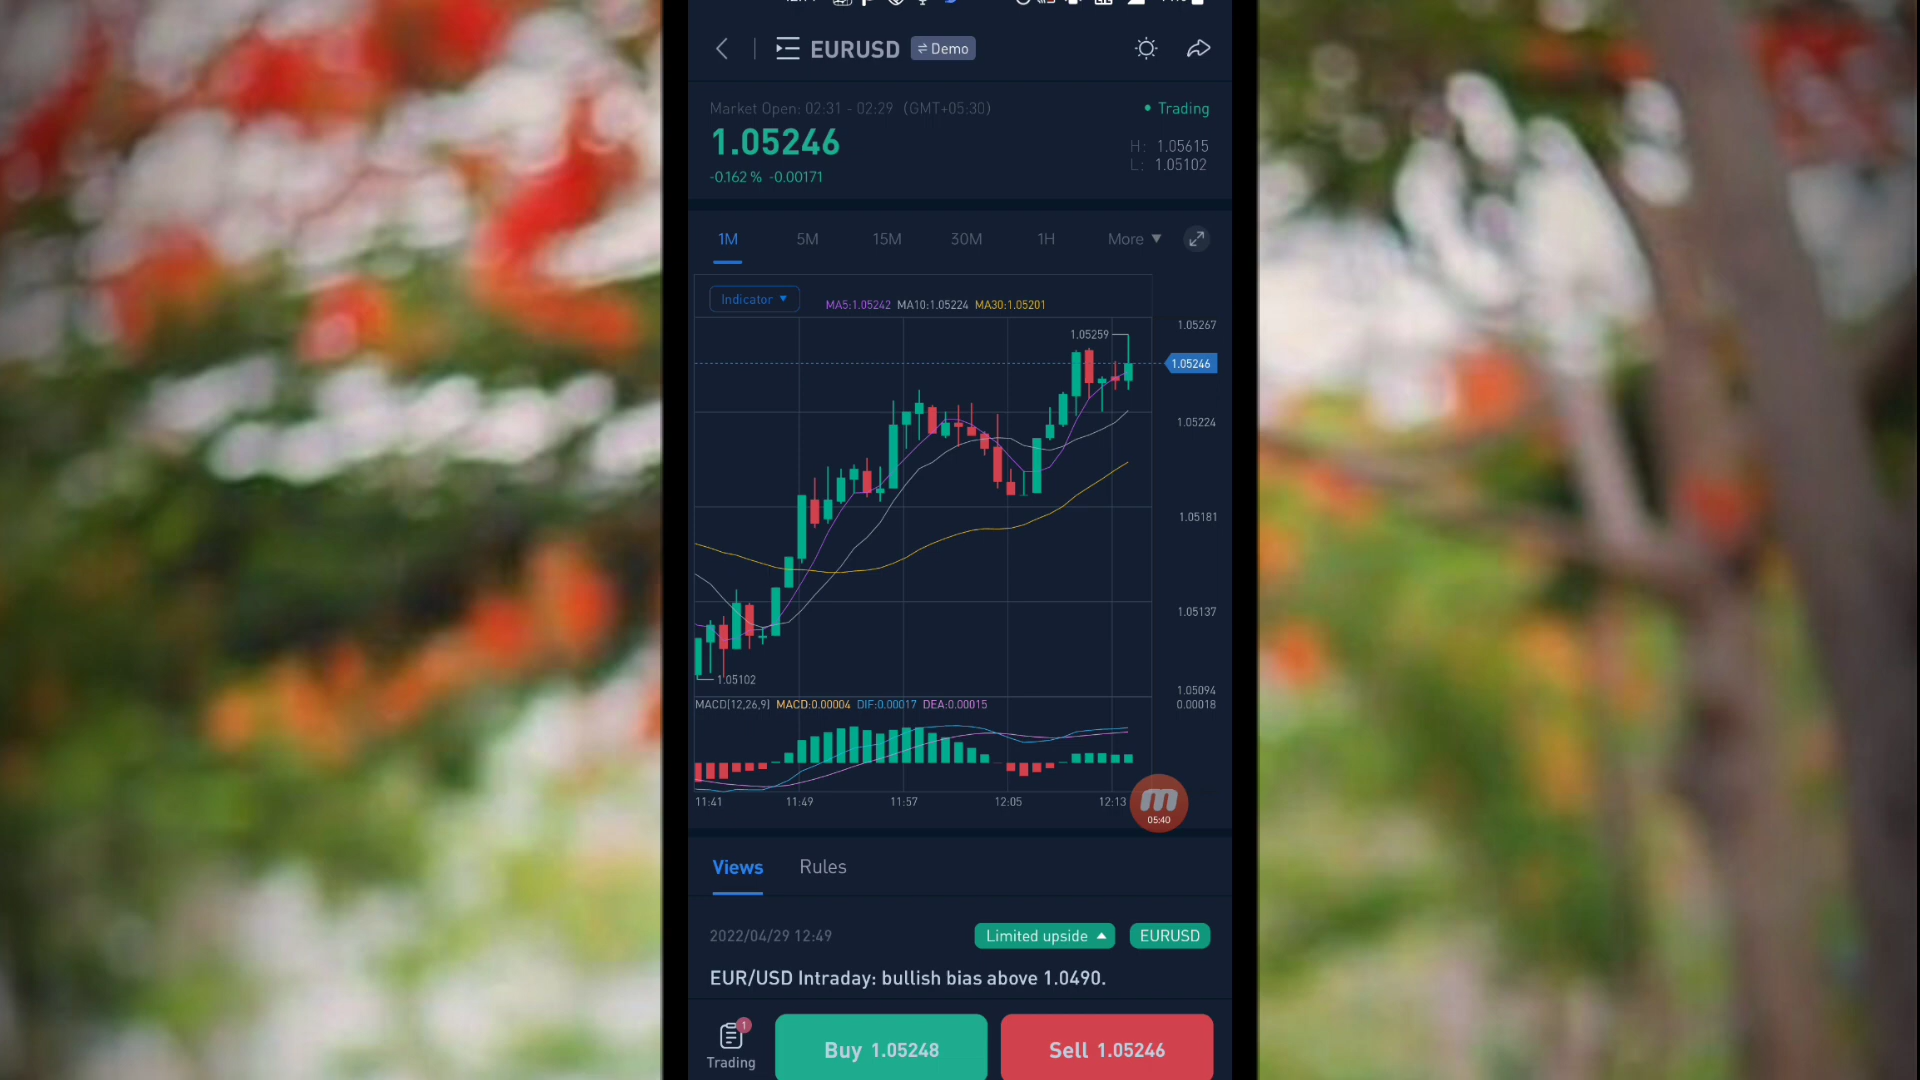 EURUSD Demo
Market Open: 02:31 - 02:29 (GMT+05:30) Trading
1.05246
H: 1.05615
L: 1.05102
-0.162 % -0.00171
1M 5M 15M 30M 1H More
Indicator MA5:1.05242 MA10:1.05224 MA30:1.05201
1.05267
1.05259
1.05246
1.05224
1.05181
1.05137
1.05102
1.05094
MACD[12,26,9] MACD:0.00004 DIF:0.00017 DEA:0.00015 0.00018
11:41 11:49 11:57 12:05 12:13
m
05:40
Views Rules
2022/04/29 12:49 Limited upside EURUSD
EUR/USD Intraday: bullish bias above 1.0490.
1
Trading
Buy 1.05248 Sell 1.05246